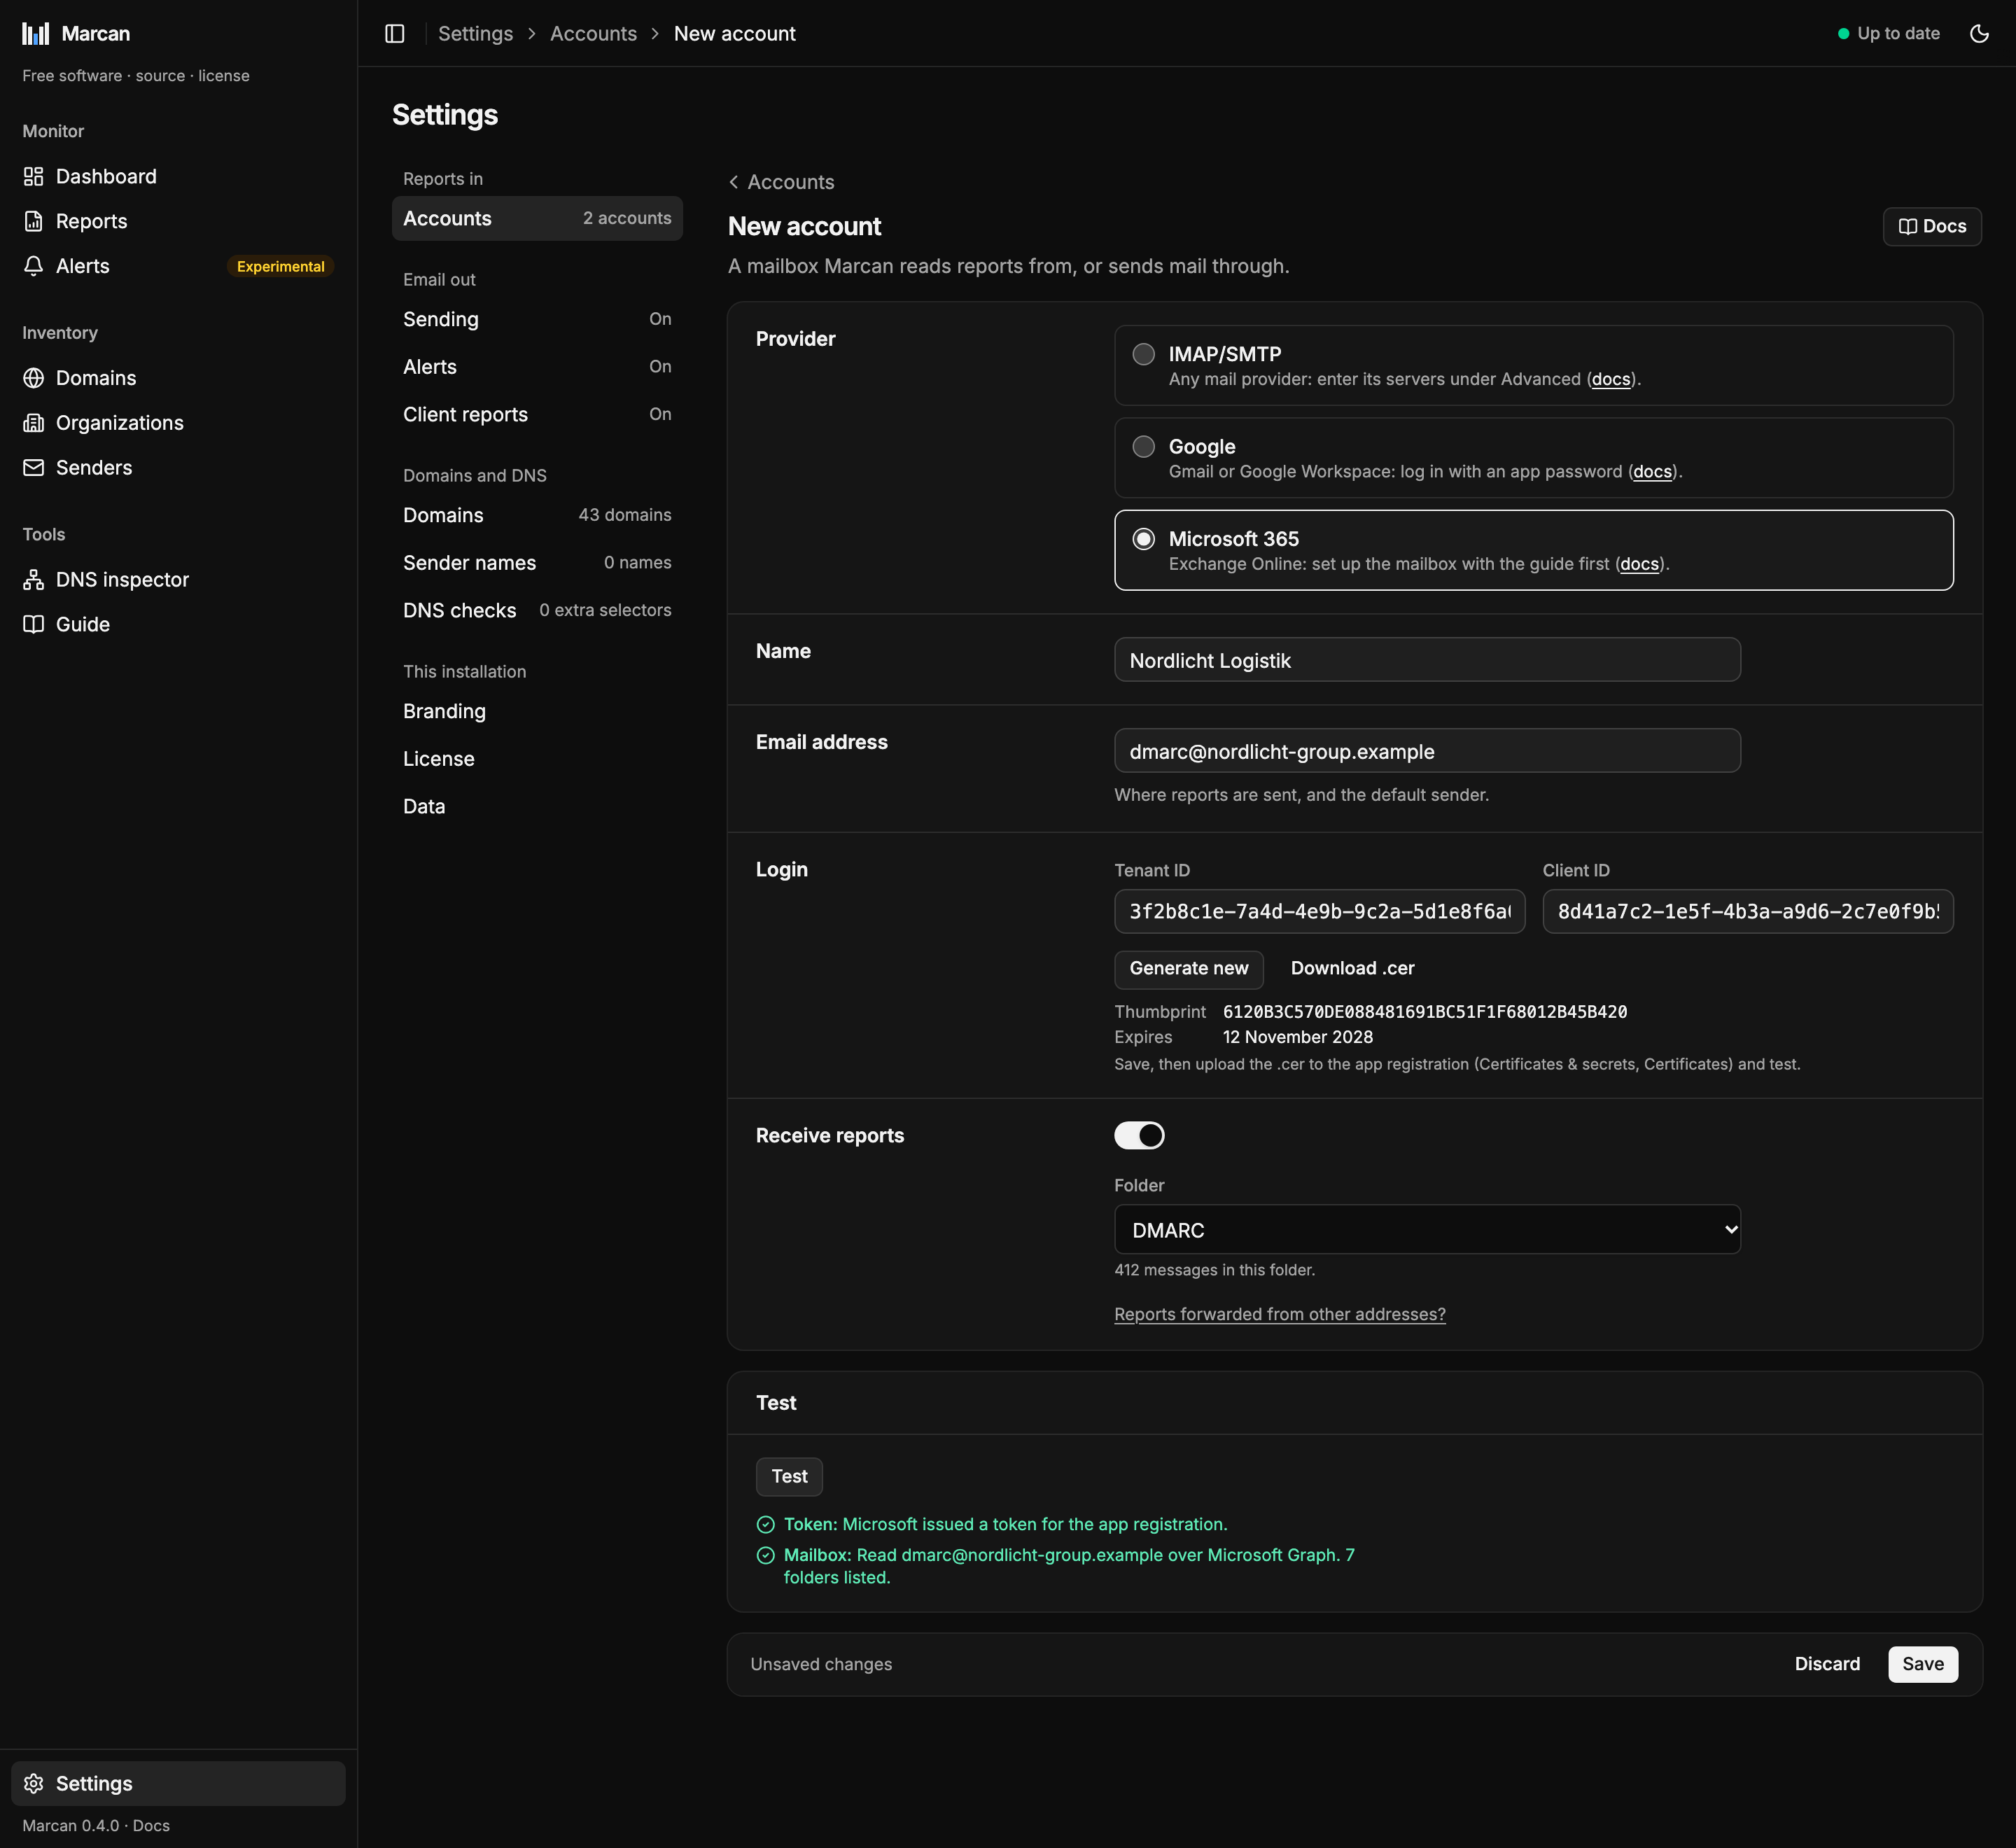 Marcan
Free software · source · license
Monitor
Dashboard
Reports
Alerts Experimental
Inventory
Domains
Organizations
Senders
Tools
DNS inspector
Guide
Settings
Marcan 0.4.0 · Docs
Settings > Accounts > New account
Up to date
Settings
Reports in
Accounts 2 accounts
Email out
Sending On
Alerts On
Client reports On
Domains and DNS
Domains 43 domains
Sender names 0 names
DNS checks 0 extra selectors
This installation
Branding
License
Data
Accounts
New account
Docs
A mailbox Marcan reads reports from, or sends mail through.
Provider
IMAP/SMTP
Any mail provider: enter its servers under Advanced (docs).
Google
Gmail or Google Workspace: log in with an app password (docs).
Microsoft 365
Exchange Online: set up the mailbox with the guide first (docs).
Name
Nordlicht Logistik
Email address
dmarc@nordlicht-group.example
Where reports are sent, and the default sender.
Login
Tenant ID Client ID
3f2b8c1e-7a4d-4e9b-9c2a-5d1e8f6a 8d41a7c2-1e5f-4b3a-a9d6-2c7e0f9b
Generate new Download .cer
Thumbprint 6120B3C570DE088481691BC51F1F68012B45B420
Expires 12 November 2028
Save, then upload the .cer to the app registration (Certificates & secrets, Certificates) and test.
Receive reports
Folder
DMARC
412 messages in this folder.
Reports forwarded from other addresses?
Test
Test
Token: Microsoft issued a token for the app registration.
Mailbox: Read dmarc@nordlicht-group.example over Microsoft Graph. 7
folders listed.
Unsaved changes
Discard Save